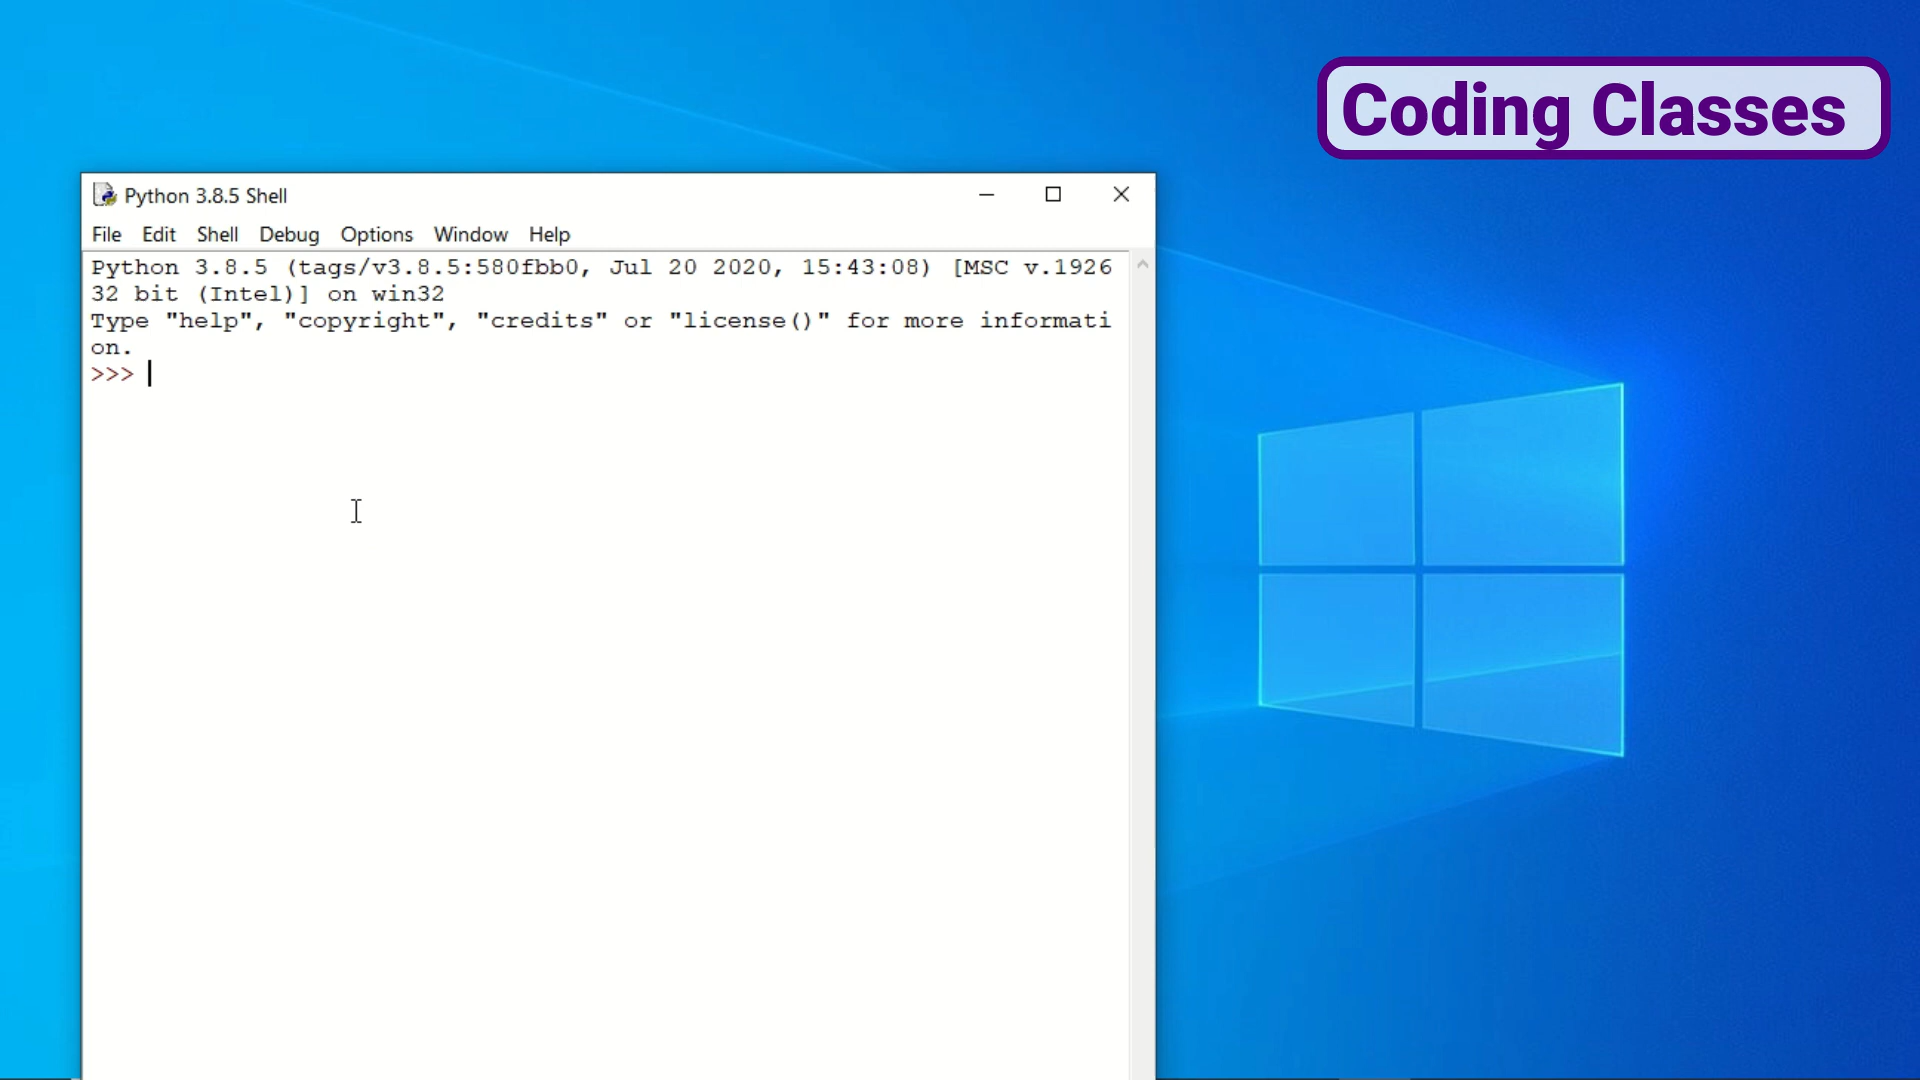 Coding Classes
Python 3.8.5 Shell
File Edit Shell Debug Options Window Help
Python 3.8.5 (tags/v3.8.5:580fbb0, Jul 20 2020, 15:43:08) [MSC v.1926
32 bit (Intel)] on win32
Type "help", "copyright", "credits" or "license()" for more informati
on.
>>>